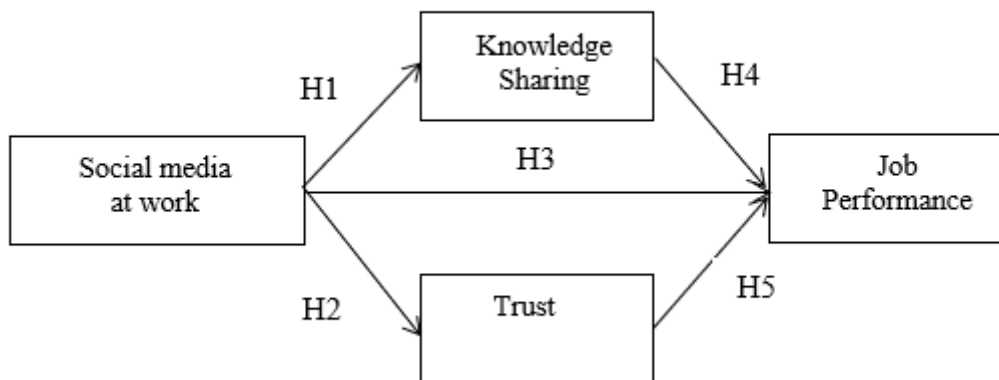 Knowledge
Sharing
H1
H4
Social media
at work
H3
Job
Performance
H2
Trust
H5